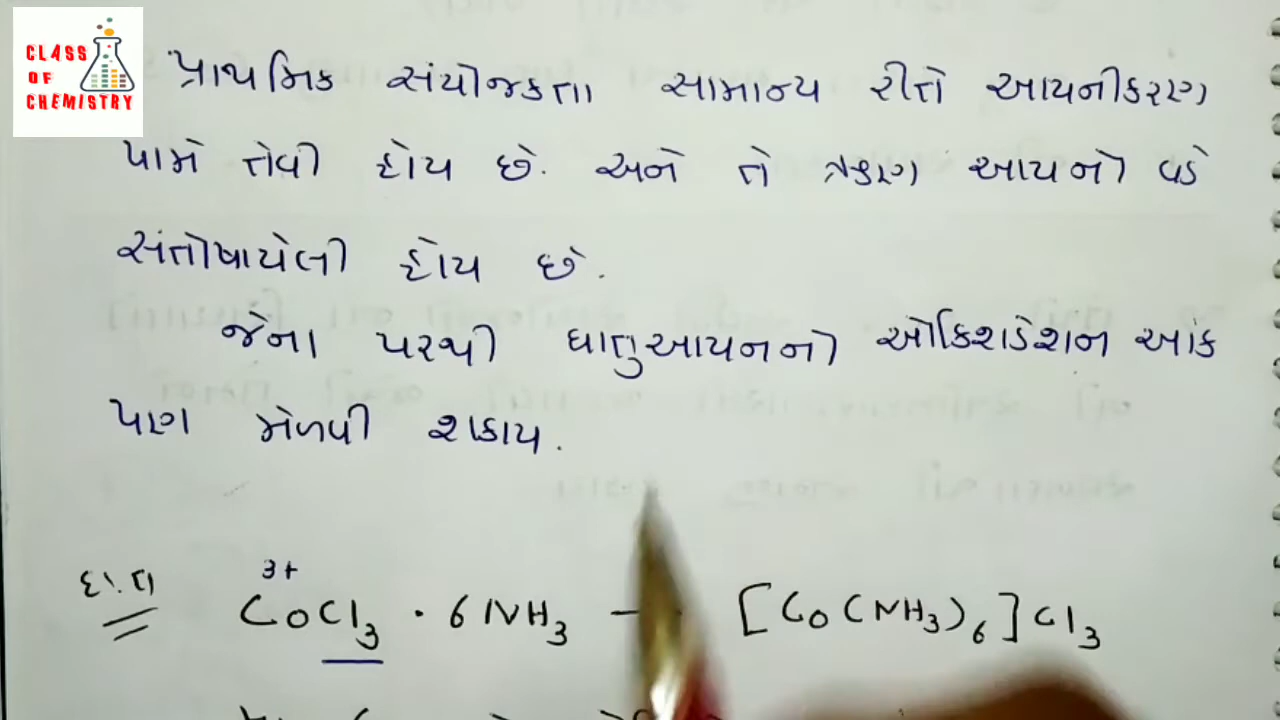 CLASS
OF
CHEMISTRY
પ્રાથમિક સંયોજકતા સામાન્ય રીતે આયનીકરણ
પામે તેવી હોય છે. અને તે ઋણ આયનો વડે
સંતોષાયેલી હોય છે.
જેના પરથી ધાતુઆયનનો ઓકિશડેશન આંક
પણ મેળવી શકાય.
3+
દા.ત CoCl3 · 6NH3 [Co(NH3)6]Cl3